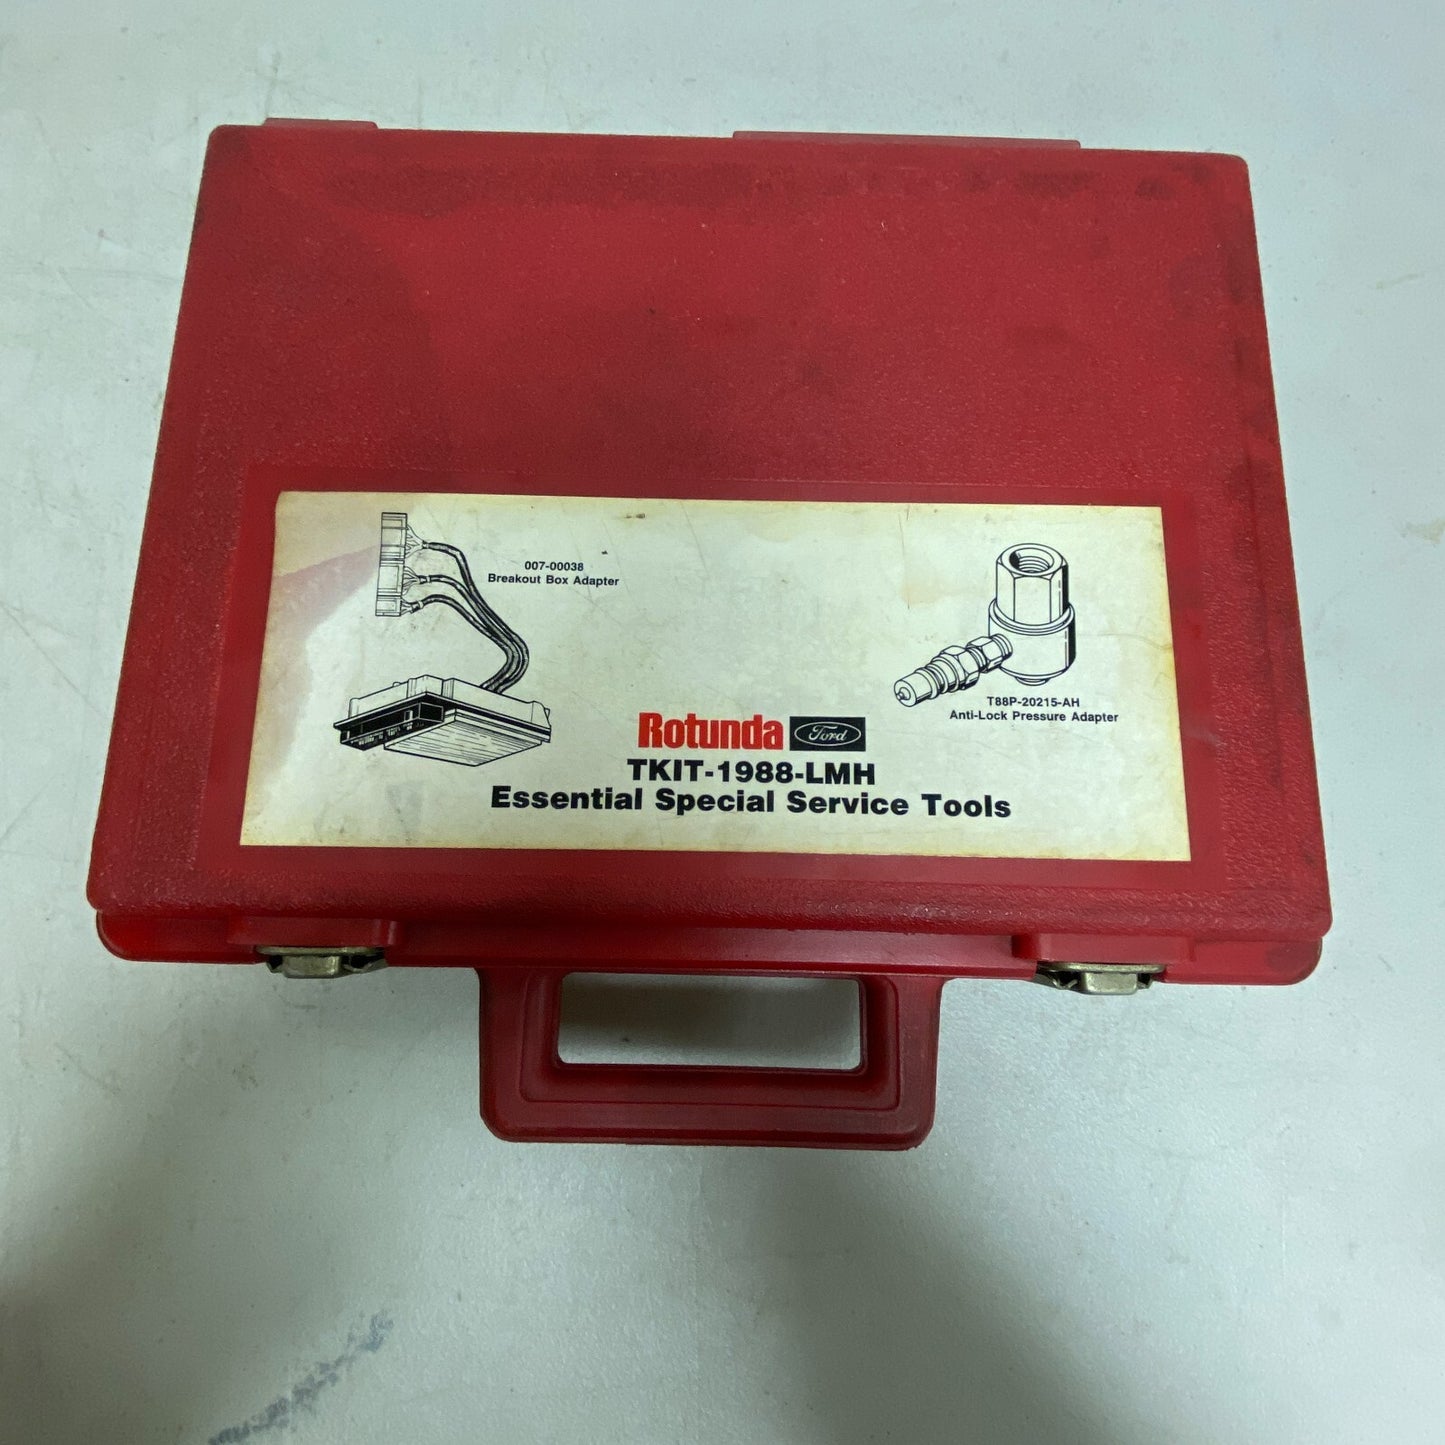 007-00038
Breakout Box Adapter
T88P-20215-AH
Anti-Lock Pressure Adapter
Rotunda Ford
TKIT-1988-LMH
Essential Special Service Tools